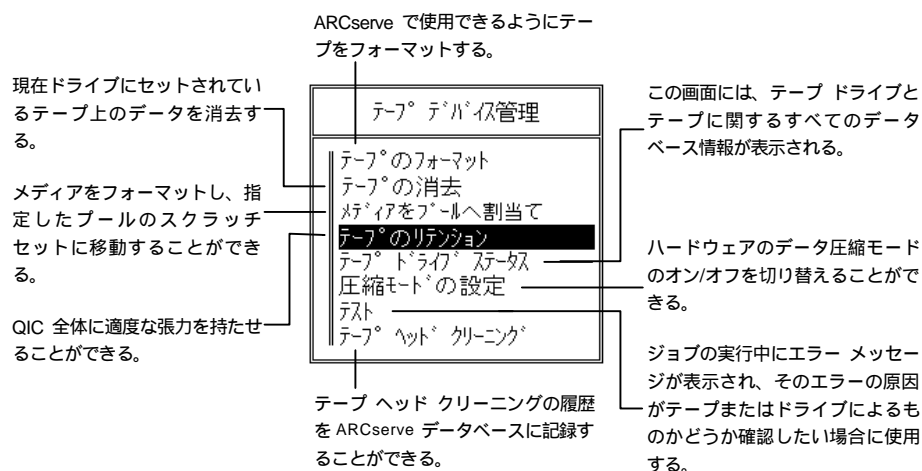 ARCserve で使用できるようにテー
プをフォーマットする。
現在ドライブにセットされてい
るテープ上のデータを消去す
る。
メディアをフォーマットし、指
定したプールのスクラッチ
セットに移動することができ
る。
QIC 全体に適度な張力を持たせ
ることができる。
ﾃｰﾌﾟ ﾃﾞﾊﾞｲｽ管理
ﾃｰﾌﾟのﾌｫｰﾏｯﾄ
ﾃｰﾌﾟの消去
ﾒﾃﾞｨｱをﾌﾟｰﾙへ割当て
ﾃｰﾌﾟのﾘﾃﾝｼｮﾝ
ﾃｰﾌﾟ ﾄﾞﾗｲﾌﾞ ｽﾃｰﾀｽ
圧縮ﾓｰﾄﾞの設定
ﾃｽﾄ
ﾃｰﾌﾟ ﾍｯﾄﾞ ｸﾘｰﾆﾝｸﾞ
この画面には、テープ ドライブと
テープに関するすべてのデータ
ベース情報が表示される。
ハードウェアのデータ圧縮モード
のオン/オフを切り替えることがで
きる。
ジョブの実行中にエラー メッセー
ジが表示され、そのエラーの原因
がテープまたはドライブによるも
のかどうか確認したい場合に使用
する。
テープ ヘッド クリーニングの履歴
を ARCserve データベースに記録す
ることができる。